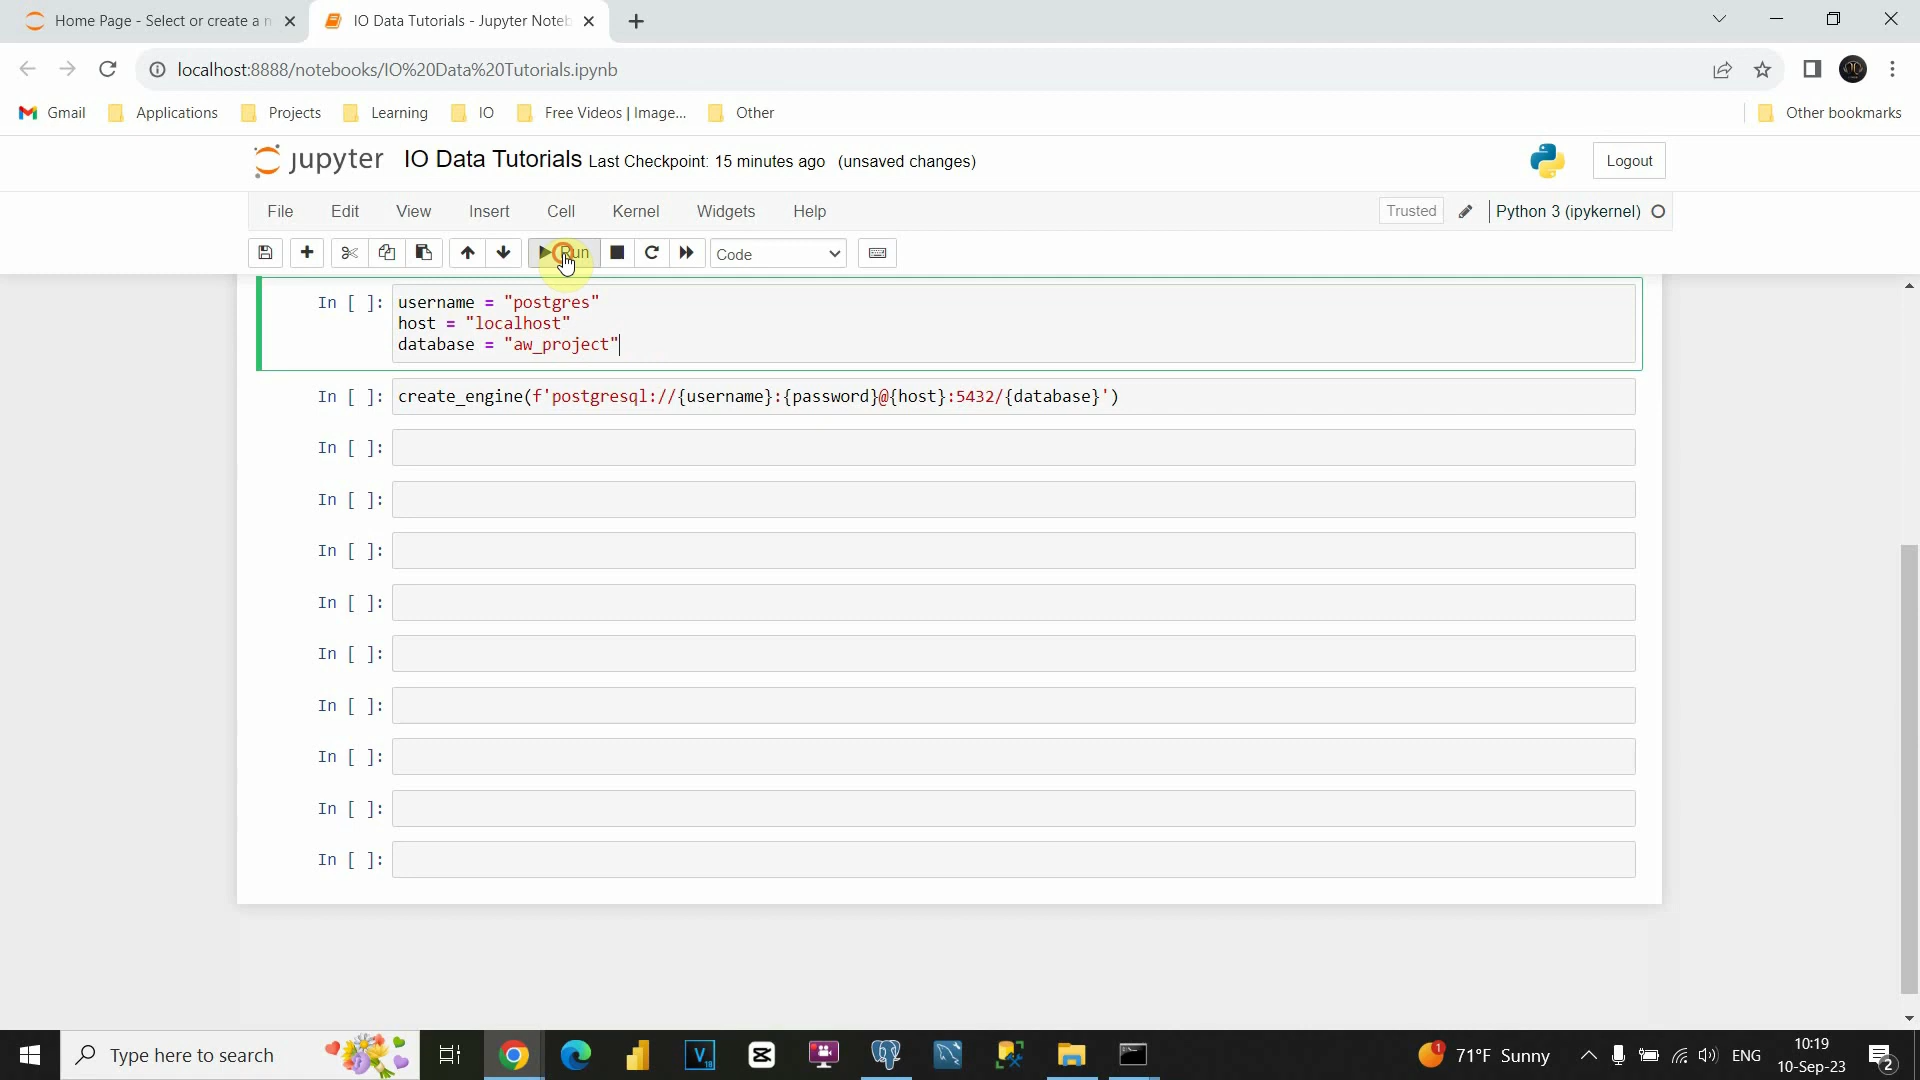 Home Page - Select or create a n
IO Data Tutorials - Jupyter Noteb
localhost:8888/notebooks/IO%20Data%20Tutorials.ipynb
Gmail Applications Projects Learning IO Free Videos | Image... Other Other bookmarks
jupyter IO Data Tutorials Last Checkpoint: 15 minutes ago (unsaved changes) Logout
File Edit View Insert Cell Kernel Widgets Help Trusted Python 3 (ipykernel)
Run Code
In [ ]: username = "postgres"
host = "localhost"
database = "aw_project"
In [ ]: create_engine(f'postgresql://{username}:{password}@{host}:5432/{database}')
In [ ]:
In [ ]:
In [ ]:
In [ ]:
In [ ]:
In [ ]:
In [ ]:
In [ ]:
In [ ]:
Type here to search 1 71°F Sunny ENG 10:19
10-Sep-23 2